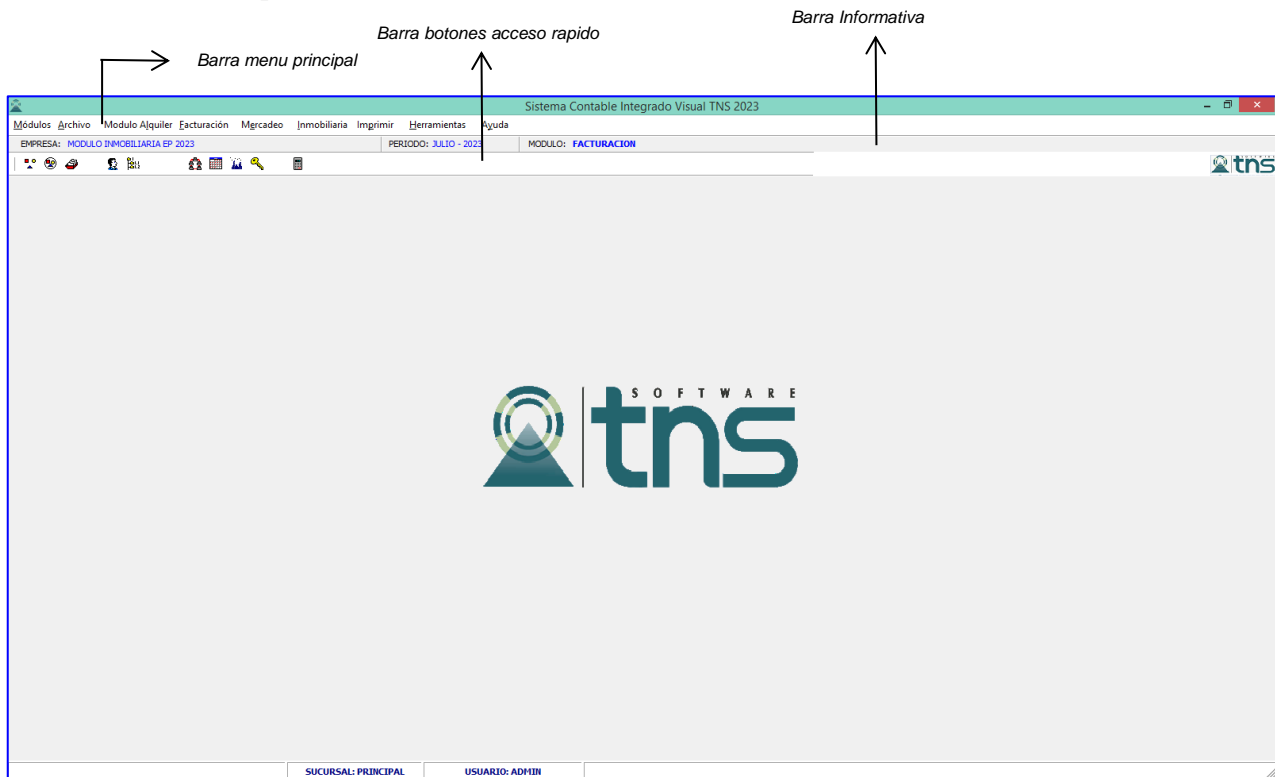 Barra Informativa
Barra botones acceso rapido
Barra menu principal
Sistema Contable Integrado Visual TNS 2023
Módulos Archivo Modulo Alquiler Facturación Mercadeo Inmobiliaria Imprimir Herramientas Ayuda
EMPRESA: MODULO INMOBILIARIA EP 2023 PERIODO: JULIO - 2023 MODULO: FACTURACION
tns
SOFTWARE
tns
SUCURSAL: PRINCIPAL USUARIO: ADMIN